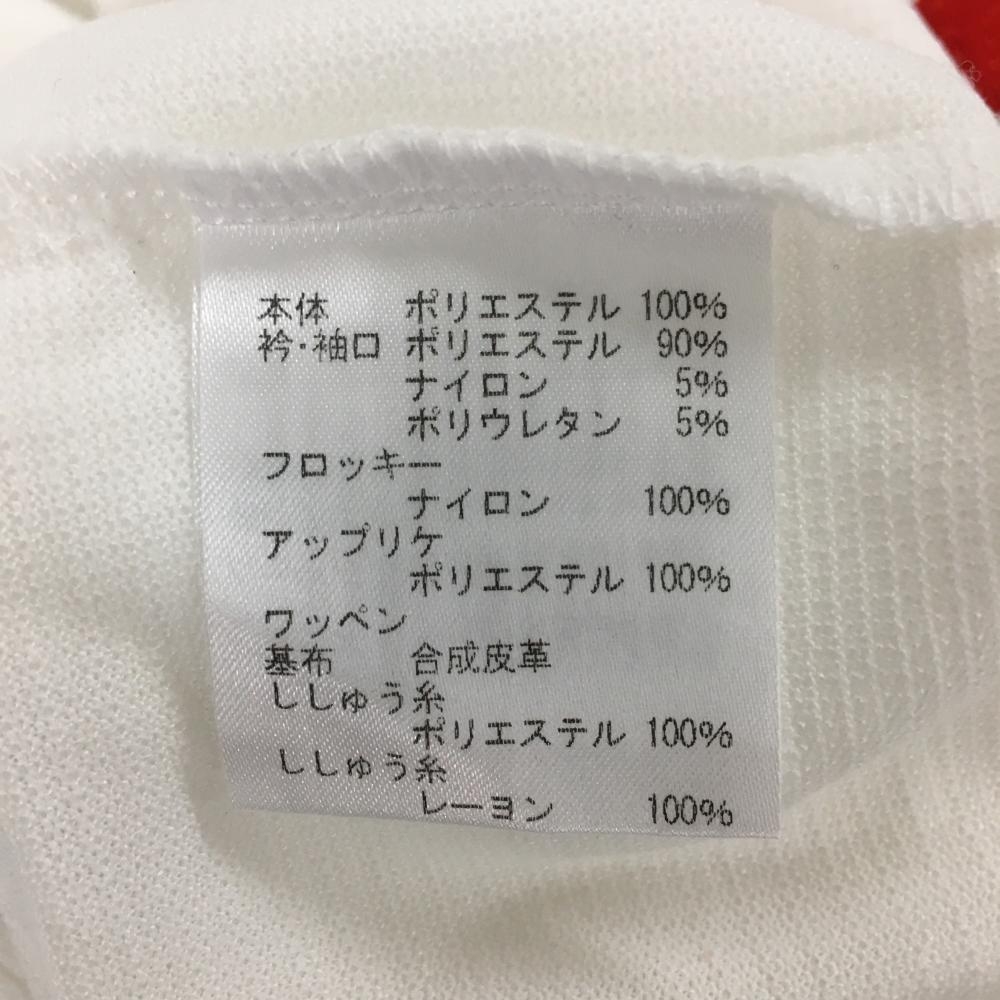 本体 ポリエステル 100%
衿・袖口 ポリエステル 90%
ナイロン 5%
ポリウレタン 5%
フロッキー
ナイロン 100%
アップリケ
ポリエステル 100%
ワッペン
基布 合成皮革
ししゅう糸
ポリエステル 100%
ししゅう糸
レーヨン 100%